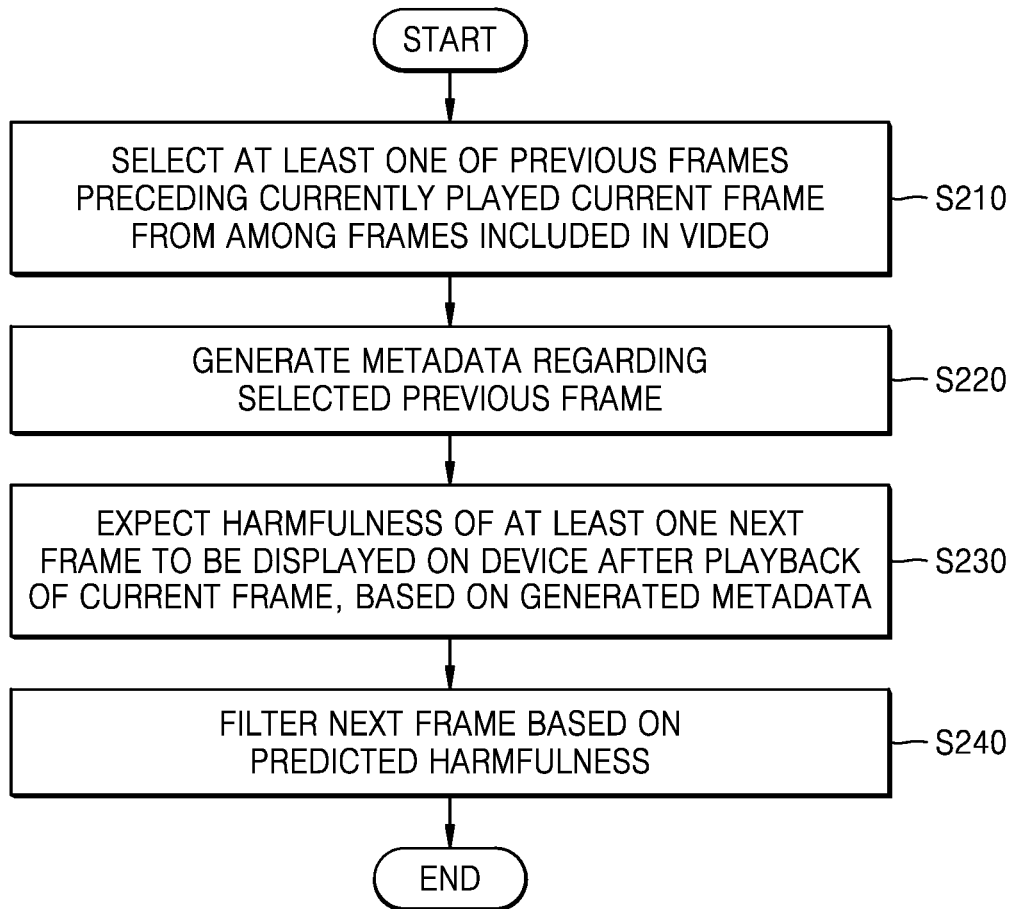 START
SELECT AT LEAST ONE OF PREVIOUS FRAMES
PRECEDING CURRENTLY PLAYED CURRENT FRAME
FROM AMONG FRAMES INCLUDED IN VIDEO
S210
GENERATE METADATA REGARDING
SELECTED PREVIOUS FRAME
S220
EXPECT HARMFULNESS OF AT LEAST ONE NEXT
FRAME TO BE DISPLAYED ON DEVICE AFTER PLAYBACK
OF CURRENT FRAME, BASED ON GENERATED METADATA
S230
FILTER NEXT FRAME BASED ON
PREDICTED HARMFULNESS
S240
END